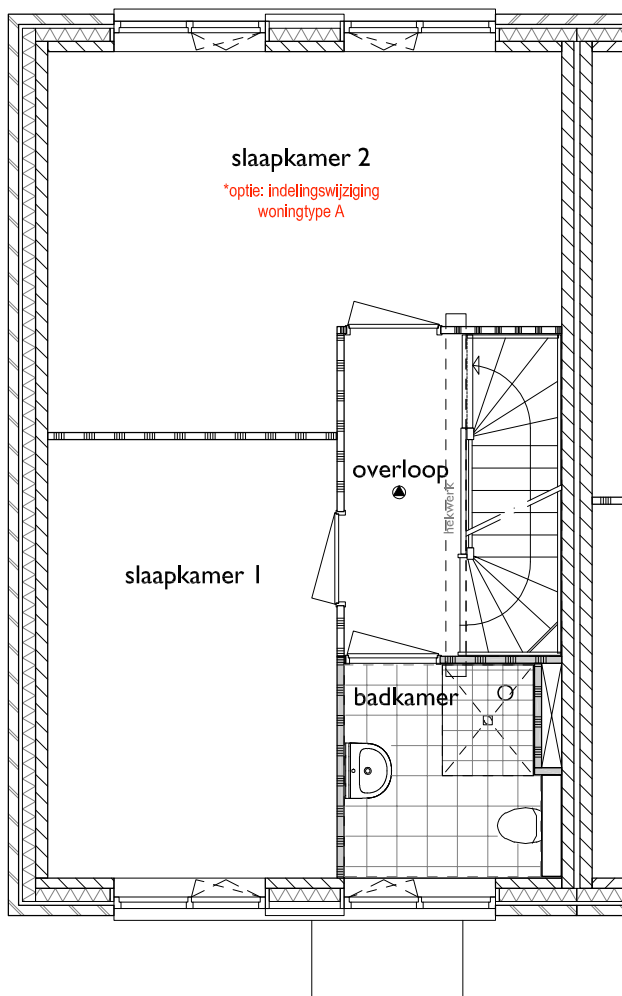 slaapkamer 2
*optie: indelingswijziging
woningtype A
overloop
hekwerk
slaapkamer 1
badkamer